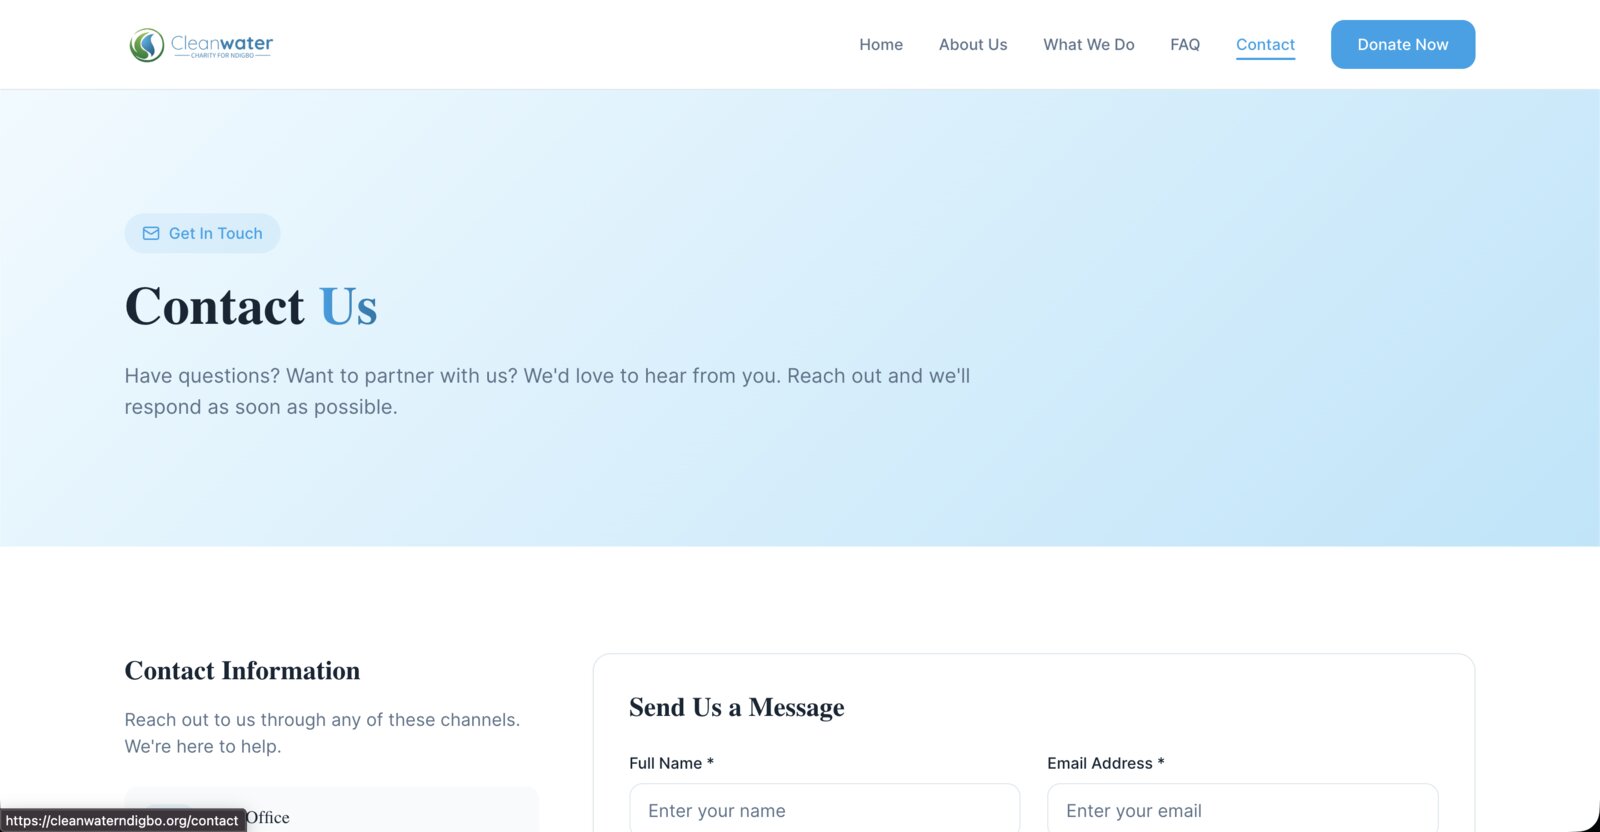 Cleanwater
CHARITY FOR NDIGBO
Home About Us What We Do FAQ Contact Donate Now
Get In Touch
Contact Us
Have questions? Want to partner with us? We'd love to hear from you. Reach out and we'll
respond as soon as possible.
Contact Information
Reach out to us through any of these channels.
We're here to help.
Office
Send Us a Message
Full Name *
Enter your name
Email Address *
Enter your email
https://cleanwaterndigbo.org/contact